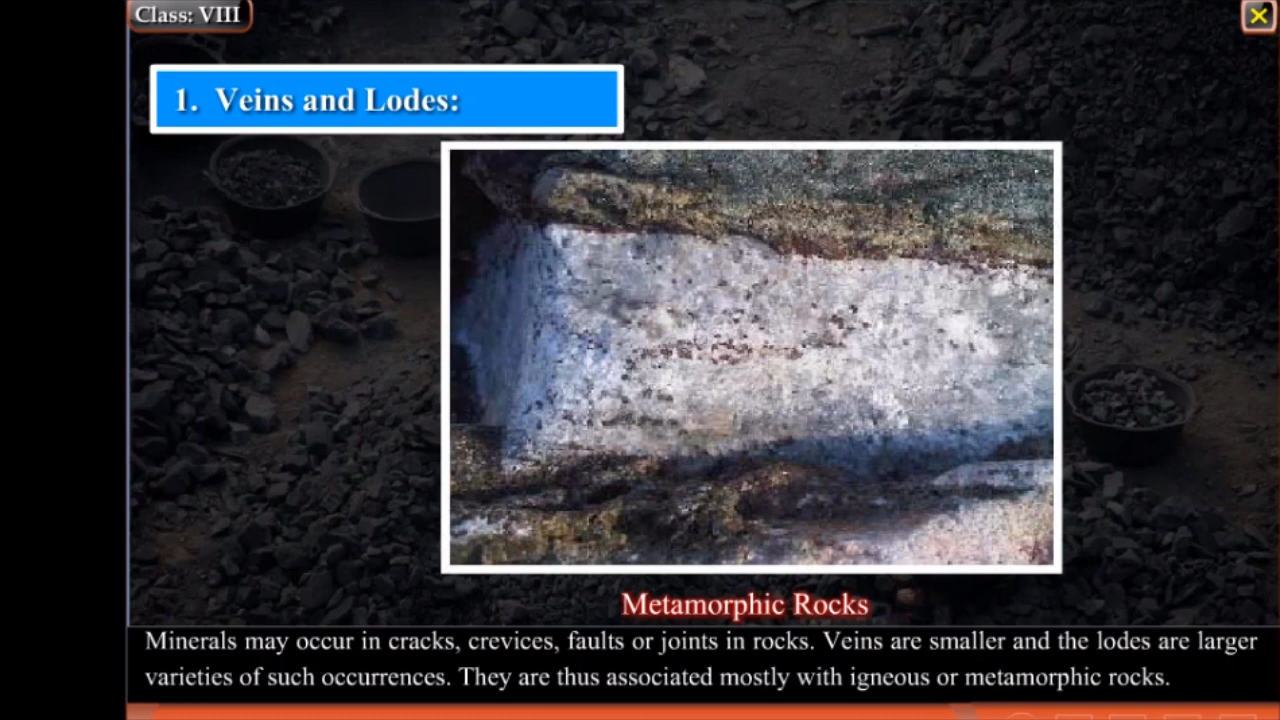 Class: VIII
1. Veins and Lodes:
Metamorphic Rocks
Minerals may occur in cracks, crevices, faults or joints in rocks. Veins are smaller and the lodes are larger
varieties of such occurrences. They are thus associated mostly with igneous or metamorphic rocks.